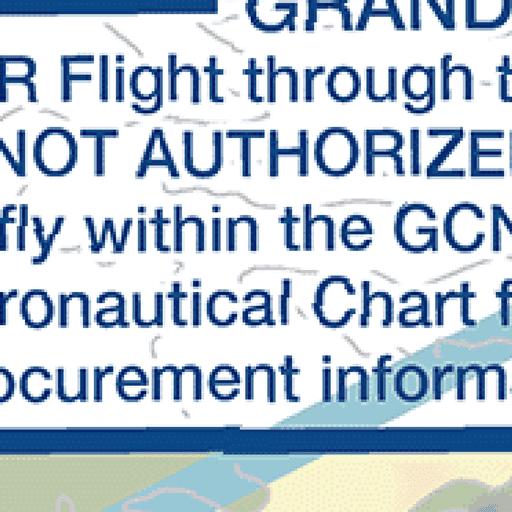 GRAND
R Flight through t
NOT AUTHORIZE
fly within the GCN
ronautical Chart f
ocurement inform